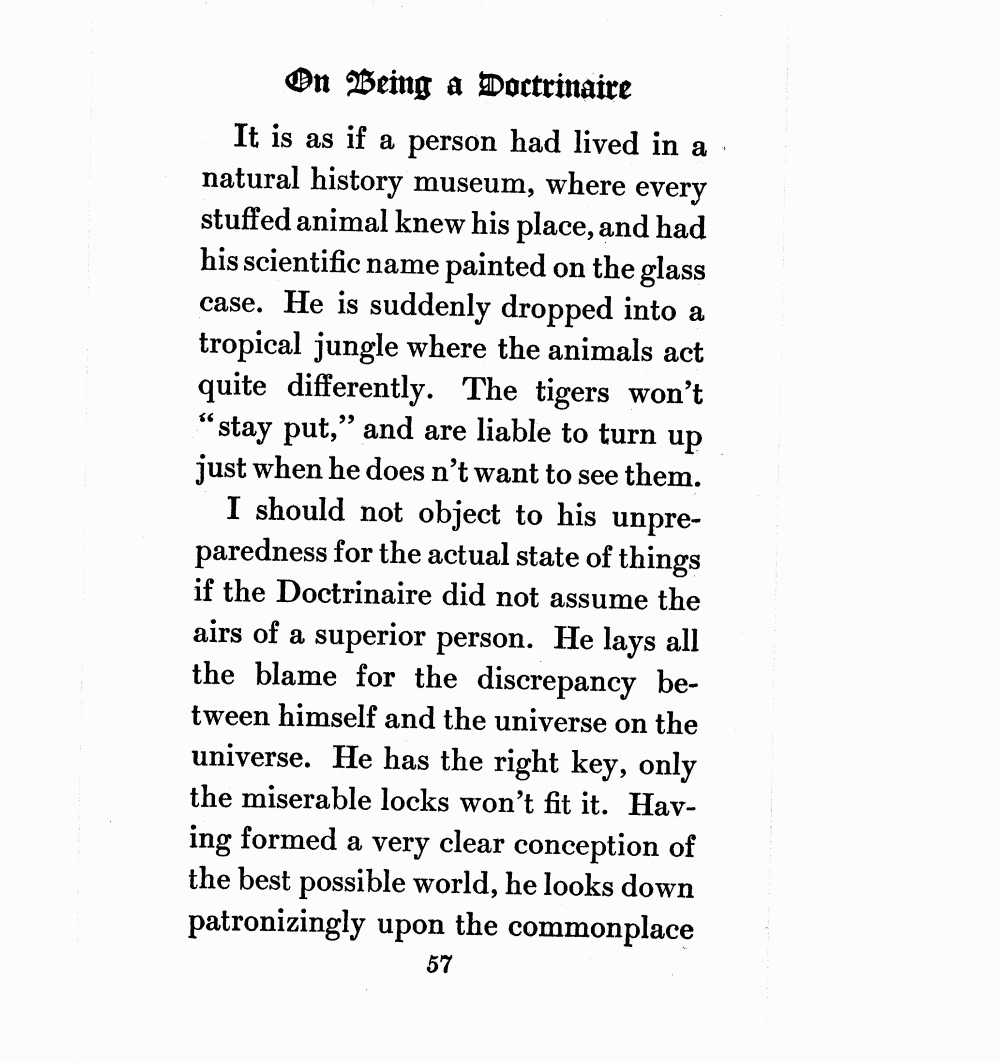 On Being a Doctrinaire
It is as if a person had lived in a
natural history museum, where every
stuffed animal knew his place, and had
his scientific name painted on the glass
case. He is suddenly dropped into a
tropical jungle where the animals act
quite differently. The tigers won't
"stay put," and are liable to turn up
just when he does n't want to see them.
I should not object to his unpre-
paredness for the actual state of things
if the Doctrinaire did not assume the
airs of a superior person. He lays all
the blame for the discrepancy be-
tween himself and the universe on the
universe. He has the right key, only
the miserable locks won't fit it. Hav-
ing formed a very clear conception of
the best possible world, he looks down
patronizingly upon the commonplace
57